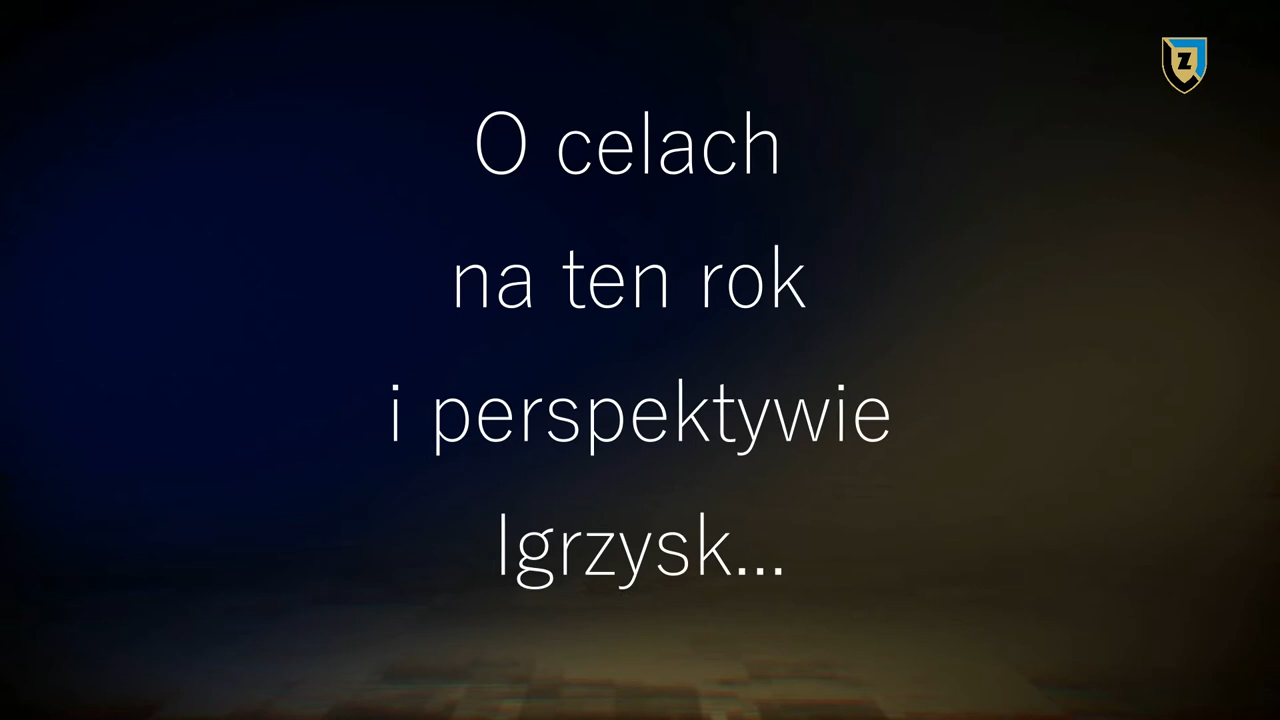 Z
O celach
na ten rok
i perspektywie
Igrzysk...